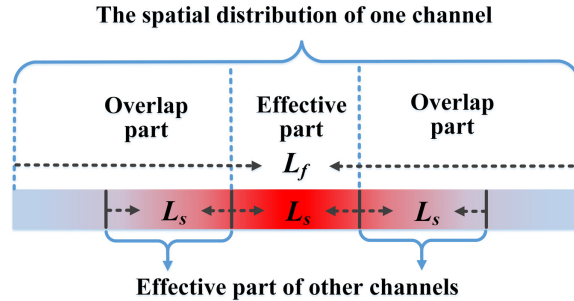 The spatial distribution of one channel
Overlap part
Effective part
Overlap part
L_f
L_s
L_s
L_s
Effective part of other channels